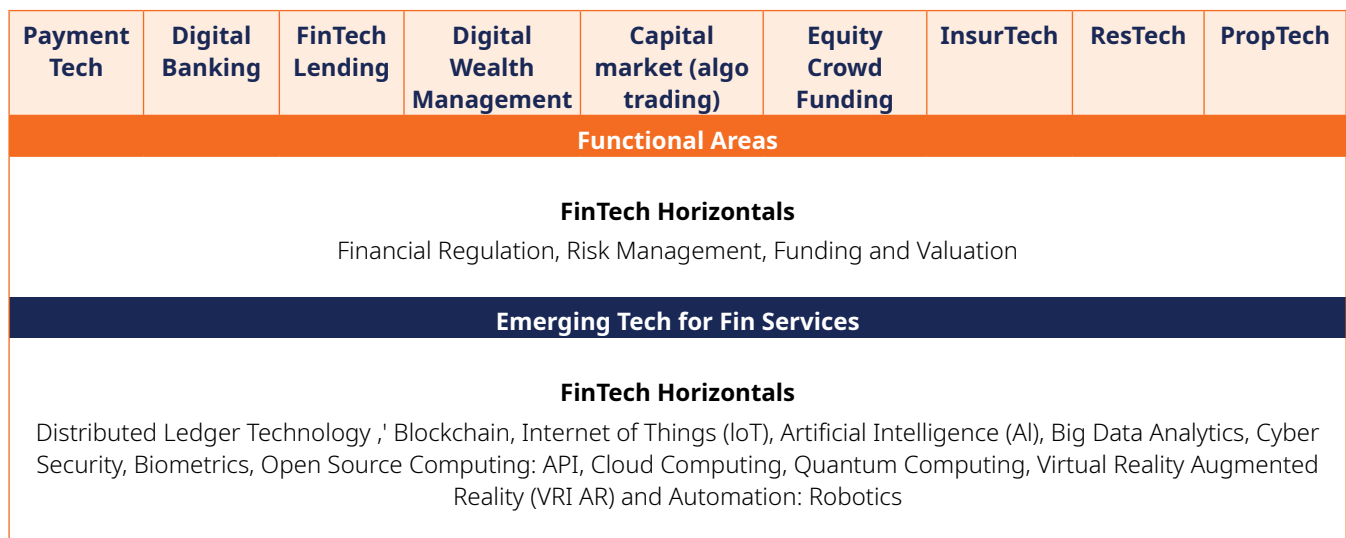 Payment Tech
Digital Banking
FinTech Lending
Digital Wealth Management
Capital market (algo trading)
Equity Crowd Funding
InsurTech
ResTech
PropTech
Functional Areas
FinTech Horizontals
Financial Regulation, Risk Management, Funding and Valuation
Emerging Tech for Fin Services
FinTech Horizontals
Distributed Ledger Technology ,' Blockchain, Internet of Things (loT), Artificial Intelligence (Al), Big Data Analytics, Cyber
Security, Biometrics, Open Source Computing: API, Cloud Computing, Quantum Computing, Virtual Reality Augmented
Reality (VRI AR) and Automation: Robotics